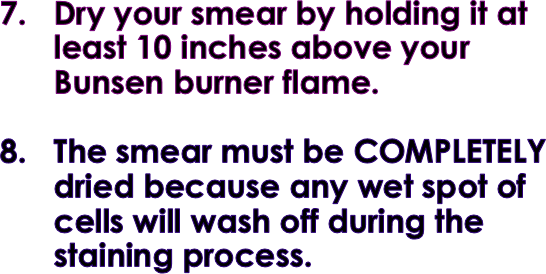 7. Dry your smear by holding it at
least 10 inches above your
Bunsen burner flame.
8. The smear must be COMPLETELY
dried because any wet spot of
cells will wash off during the
staining process.